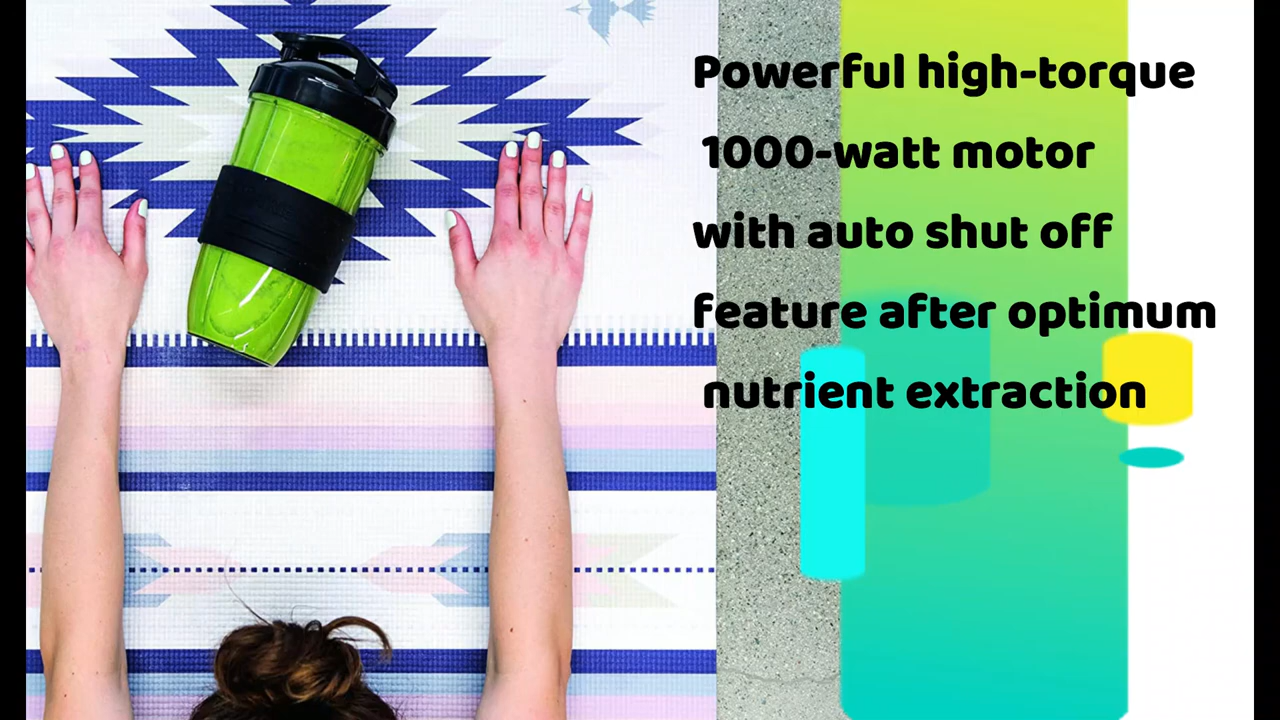 Powerful high-torque
1000-watt motor
with auto shut off
feature after optimum
nutrient extraction